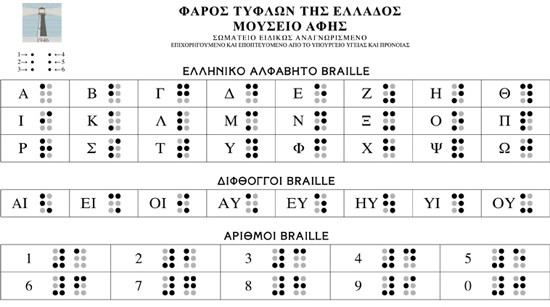 ΦΑΡΟΣ ΤΥΦΛΩΝ ΤΗΣ ΕΛΛΑΔΟΣ
ΜΟΥΣΕΙΟ ΑΦΗΣ
ΣΩΜΑΤΕΙΟ ΕΙΔΙΚΩΣ ΑΝΑΓΝΩΡΙΣΜΕΝΟ
ΕΠΙΧΟΡΗΓΟΥΜΕΝΟ ΚΑΙ ΕΠΟΠΤΕΥΟΜΕΝΟ ΑΠΟ ΤΟ ΥΠΟΥΡΓΕΙΟ ΥΓΕΙΑΣ ΚΑΙ ΠΡΟΝΟΙΑΣ
1946
1→ ←4
2→ ←5
3→ ←6
ΕΛΛΗΝΙΚΟ ΑΛΦΑΒΗΤΟ BRAILLE
Α Β Γ Δ Ε Ζ Η Θ
Ι Κ Λ Μ Ν Ξ Ο Π
Ρ Σ Τ Υ Φ Χ Ψ Ω
ΔΙΦΘΟΓΓΟΙ BRAILLE
ΑΙ ΕΙ ΟΙ ΑΥ ΕΥ ΗΥ ΥΙ ΟΥ
ΑΡΙΘΜΟΙ BRAILLE
1 2 3 4 5
6 7 8 9 0